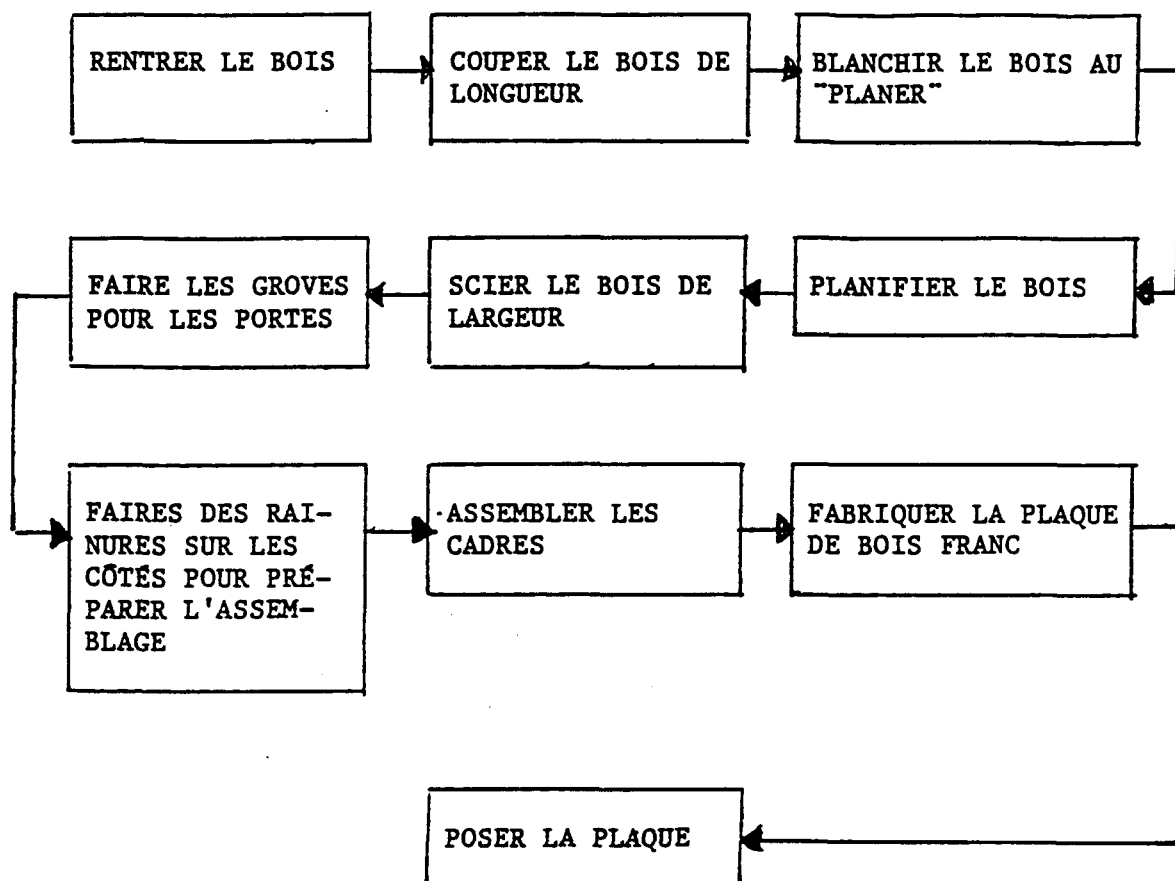 RENTRER LE BOIS
COUPER LE BOIS DE
LONGUEUR
BLANCHIR LE BOIS AU
"PLANER"
PLANIFIER LE BOIS
SCIER LE BOIS DE
LARGEUR
FAIRE LES GROVES
POUR LES PORTES
FAIRES DES RAI-
NURES SUR LES
CÔTÉS POUR PRÉ-
PARER L'ASSEM-
BLAGE
ASSEMBLER LES
CADRES
FABRIQUER LA PLAQUE
DE BOIS FRANC
POSER LA PLAQUE